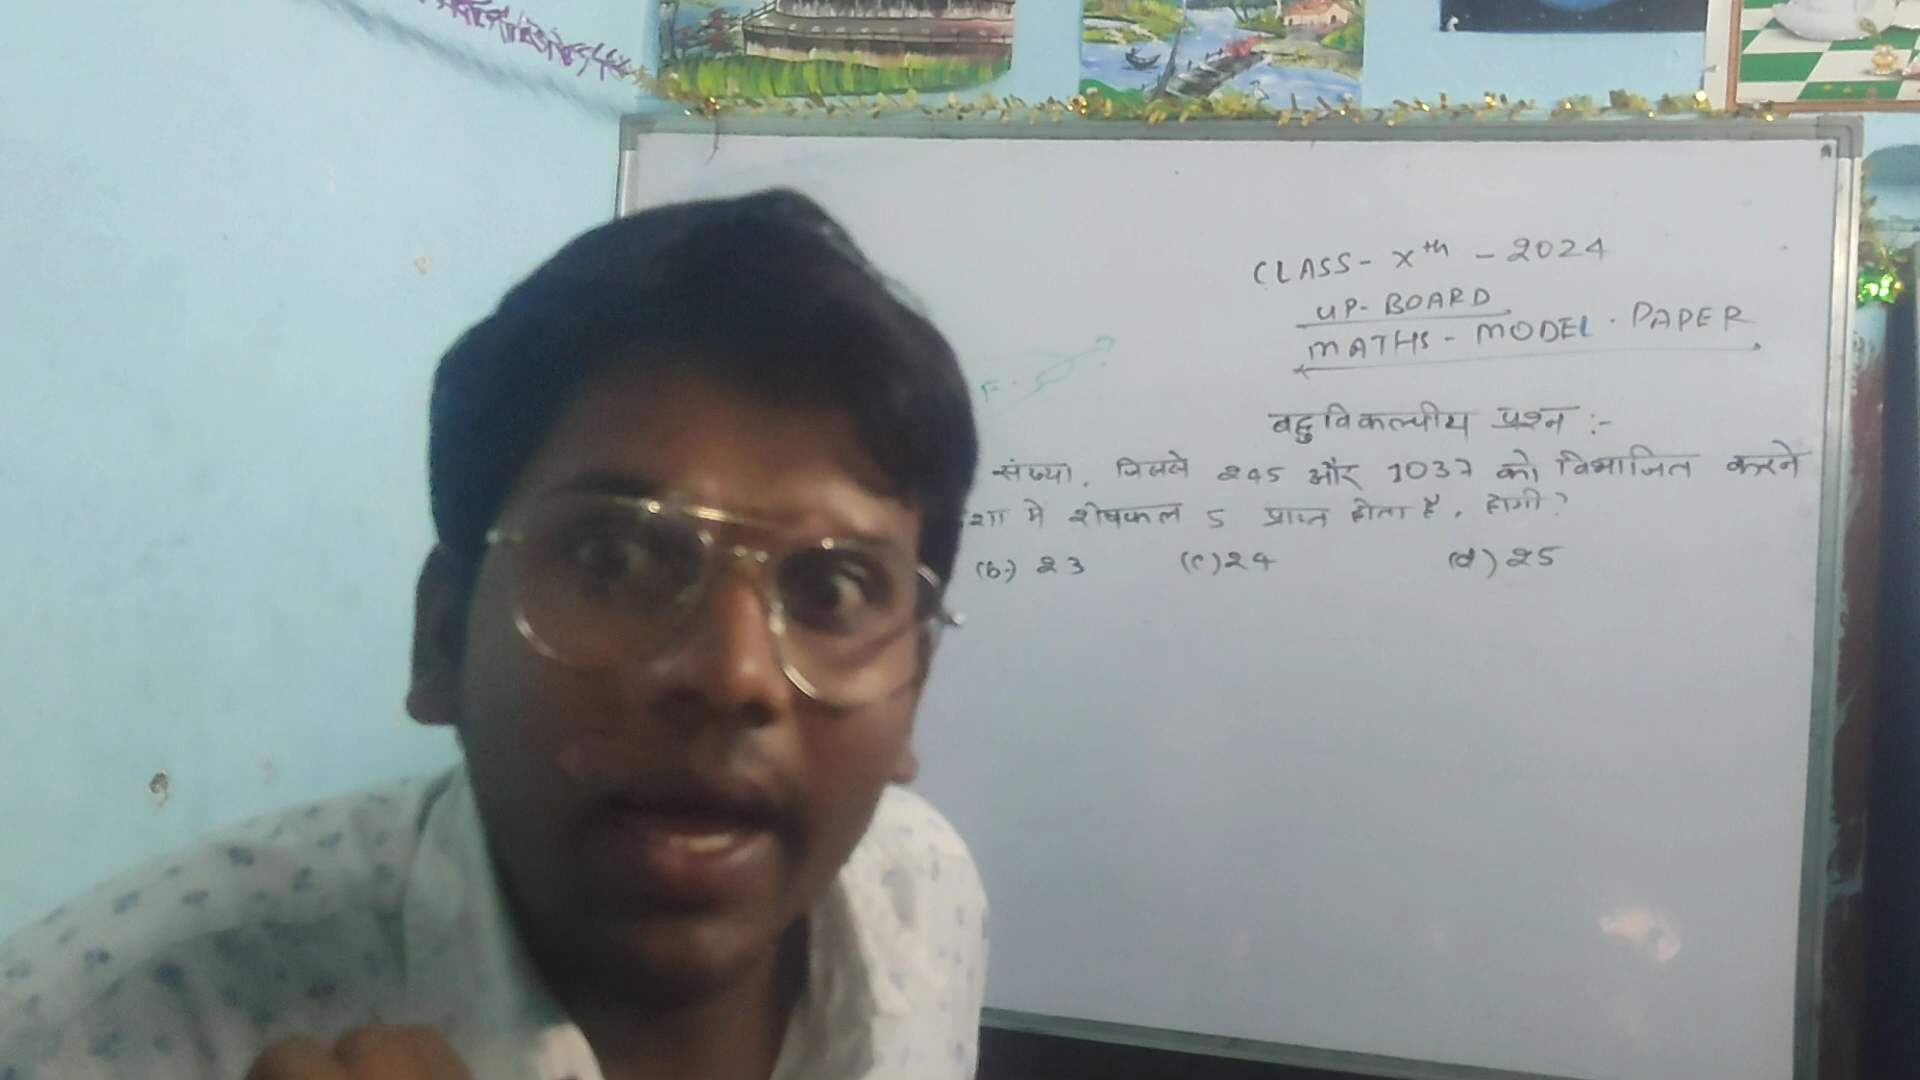 CLASS - Xth - 2024
UP- BOARD
MATHS - MODEL . PAPER
बहुविकल्पीय प्रश्न :-
संख्या, जिससे 245 और 1037 को विभाजित करने
शा मे शेषफल 5 प्राप्त होता है, होगी?
(b) 23 (c) 24 (d) 25